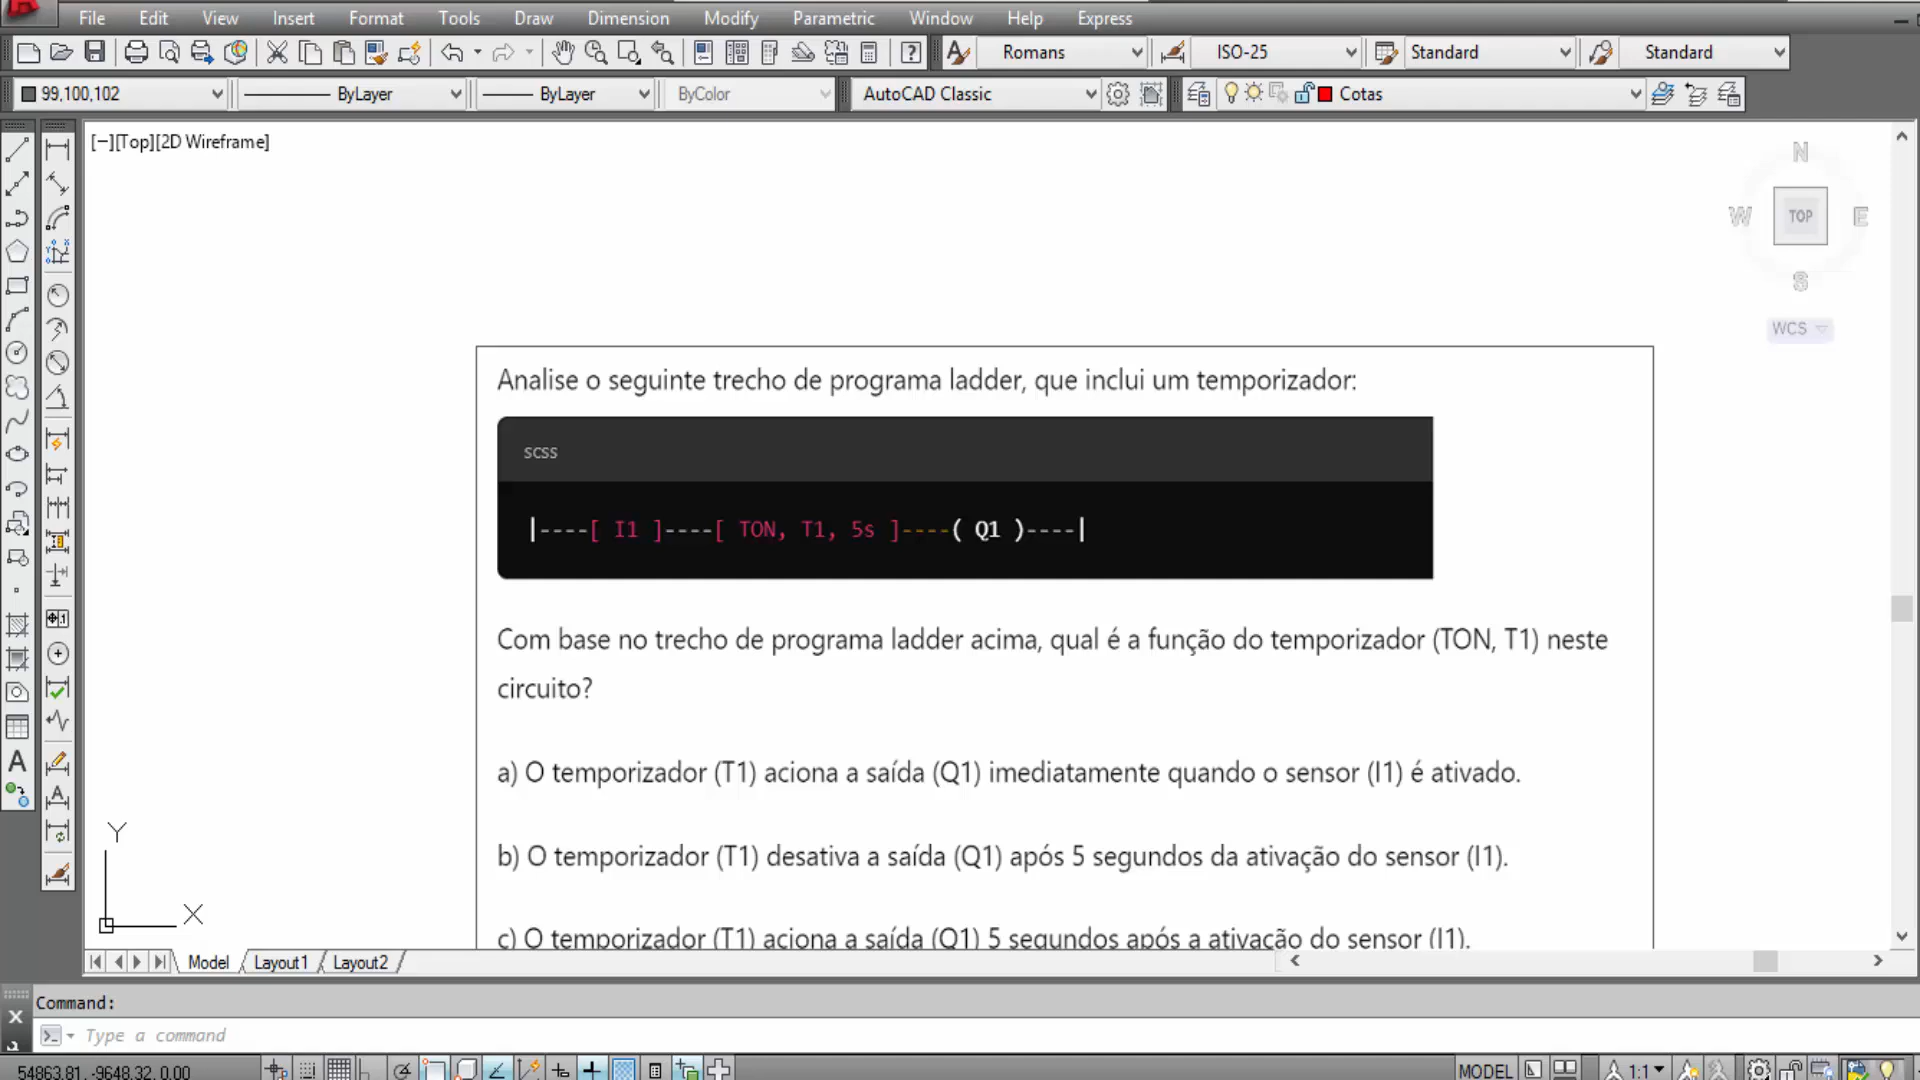 File Edit View Insert Format Tools Draw Dimension Modify Parametric Window Help Express
Romans ISO-25 Standard Standard
99,100,102 ByLayer ByLayer ByColor AutoCAD Classic Cotas
[−][Top][2D Wireframe]
N
W TOP E
S
WCS
Analise o seguinte trecho de programa ladder, que inclui um temporizador:
scss
|----[ I1 ]----[ TON, T1, 5s ]----( Q1 )----|
Com base no trecho de programa ladder acima, qual é a função do temporizador (TON, T1) neste
circuito?
a) O temporizador (T1) aciona a saída (Q1) imediatamente quando o sensor (I1) é ativado.
b) O temporizador (T1) desativa a saída (Q1) após 5 segundos da ativação do sensor (I1).
c) O temporizador (T1) aciona a saída (Q1) 5 segundos após a ativação do sensor (I1).
Y
X
Model Layout1 Layout2
Command:
Type a command
54863.81, -9648.32, 0.00 MODEL 1:1